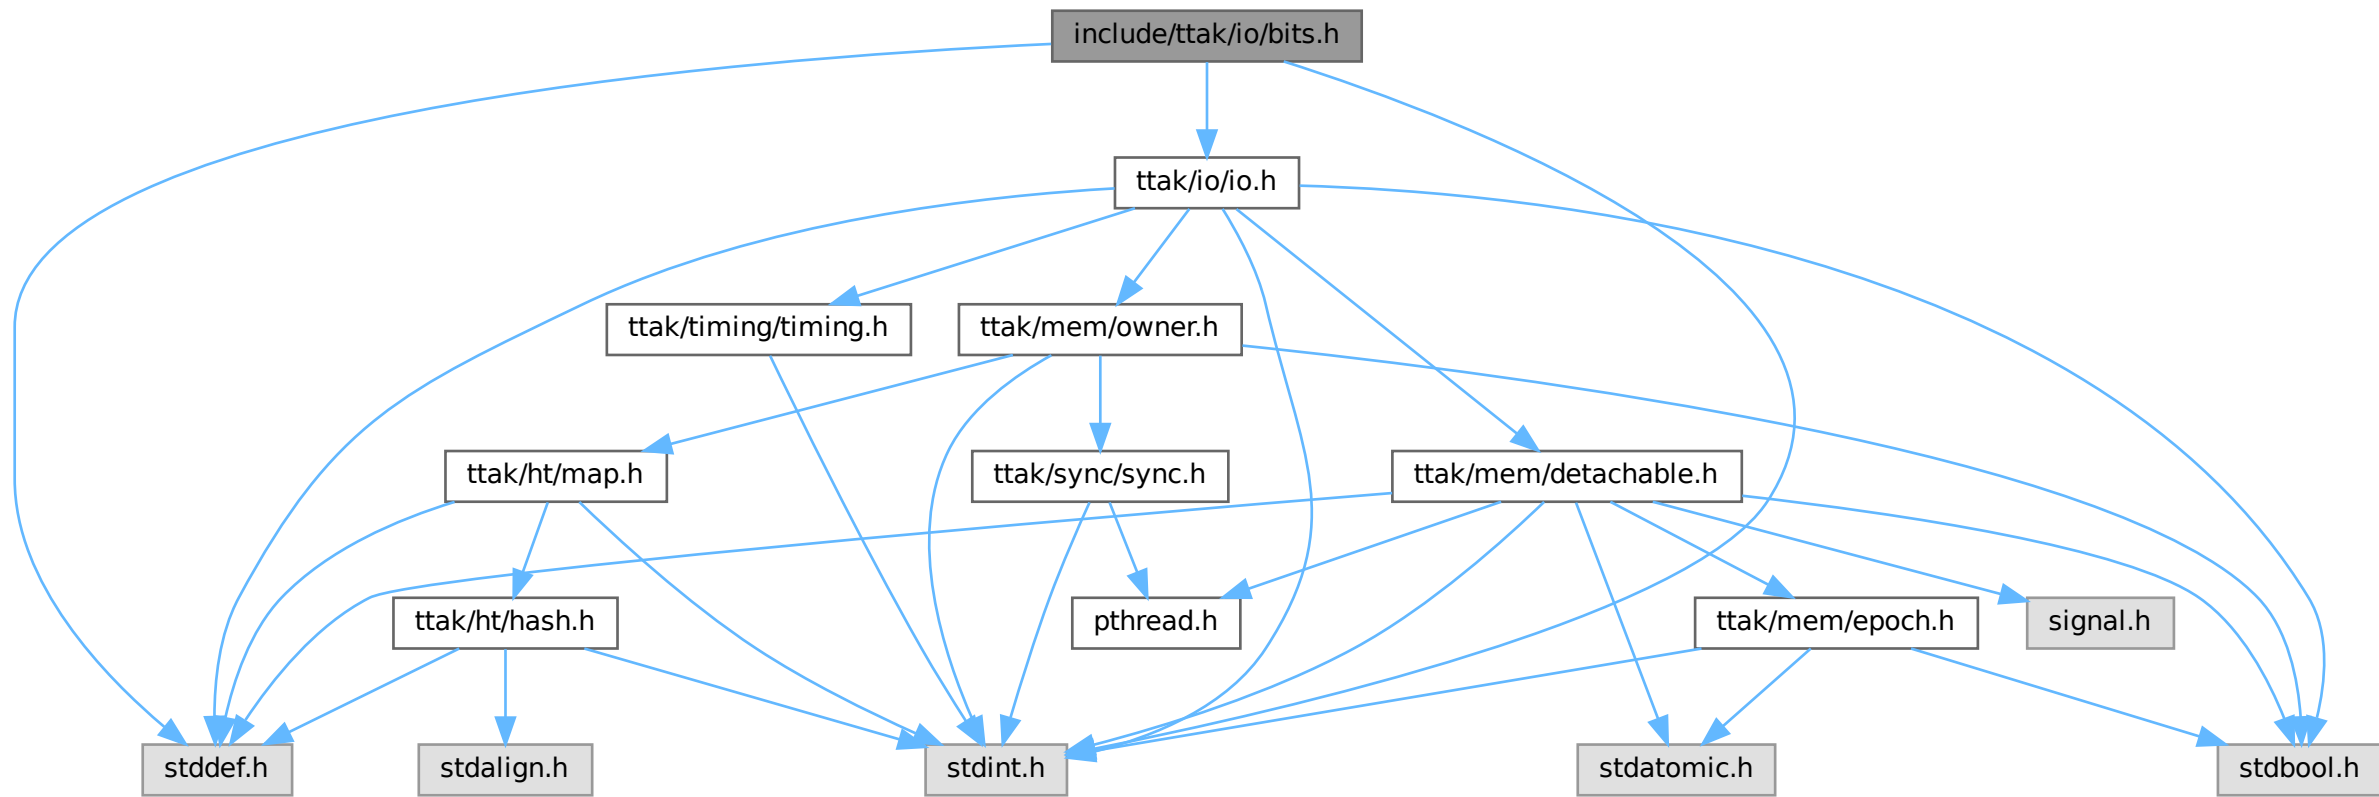 include/ttak/io/bits.h
ttak/io/io.h
ttak/timing/timing.h
ttak/mem/owner.h
ttak/ht/map.h
ttak/sync/sync.h
ttak/mem/detachable.h
ttak/ht/hash.h
pthread.h
ttak/mem/epoch.h
signal.h
stddef.h
stdalign.h
stdint.h
stdatomic.h
stdbool.h